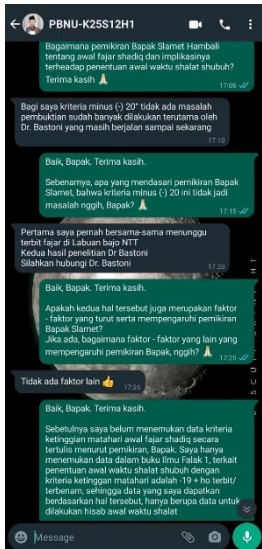 PBNU-K25S12H1
Bagaimana pemikiran Bapak Slamet Hambali
tentang awal fajar shadiq dan implikasinya
terhadap penentuan awal waktu shalat shubuh?
Terima kasih 🙏
17:06
Bagi saya kriteria minus (-) 20° tidak ada masalah
pembuktian sudah banyak dilakukan terutama oleh
Dr. Bastoni yang masih berjalan sampai sekarang
17:10
Baik, Bapak. Terima kasih.
Sebenarnya, apa yang mendasari pemikiran Bapak
Slamet, bahwa kriteria minus (-) 20 ini tidak jadi
masalah nggih, Bapak? 🙏
17:15
Pertama saya pernah bersama-sama menunggu
terbit fajar di Labuan bajo NTT
Kedua hasil penelitian Dr Bastoni
Silahkan hubungi Dr. Bastoni
17:20
Baik, Bapak. Terima kasih.
Apakah kedua hal tersebut juga merupakan faktor
- faktor yang turut serta mempengaruhi pemikiran
Bapak Slamet?
Jika ada, bagaimana faktor - faktor yang lain yang
mempengaruhi pemikiran Bapak, nggih? 🙏
17:25
Tidak ada faktor lain 👍
17:35
Baik, Bapak. Terima kasih.
Sebetulnya saya belum menemukan data kriteria
ketinggian matahari awal fajar shadiq secara
tertulis menurut pemikiran, Bapak. Saya hanya
menemukan data dalam buku Ilmu Falak 1, terkait
penentuan awal waktu shalat shubuh dengan
kriteria ketinggan matahari adalah -19 + ho terbit/
terbenam, sehingga data yang saya dapatkan
berdasarkan hal tersebut, hanya berupa data untuk
dilakukan hisab awal waktu shalat
Message